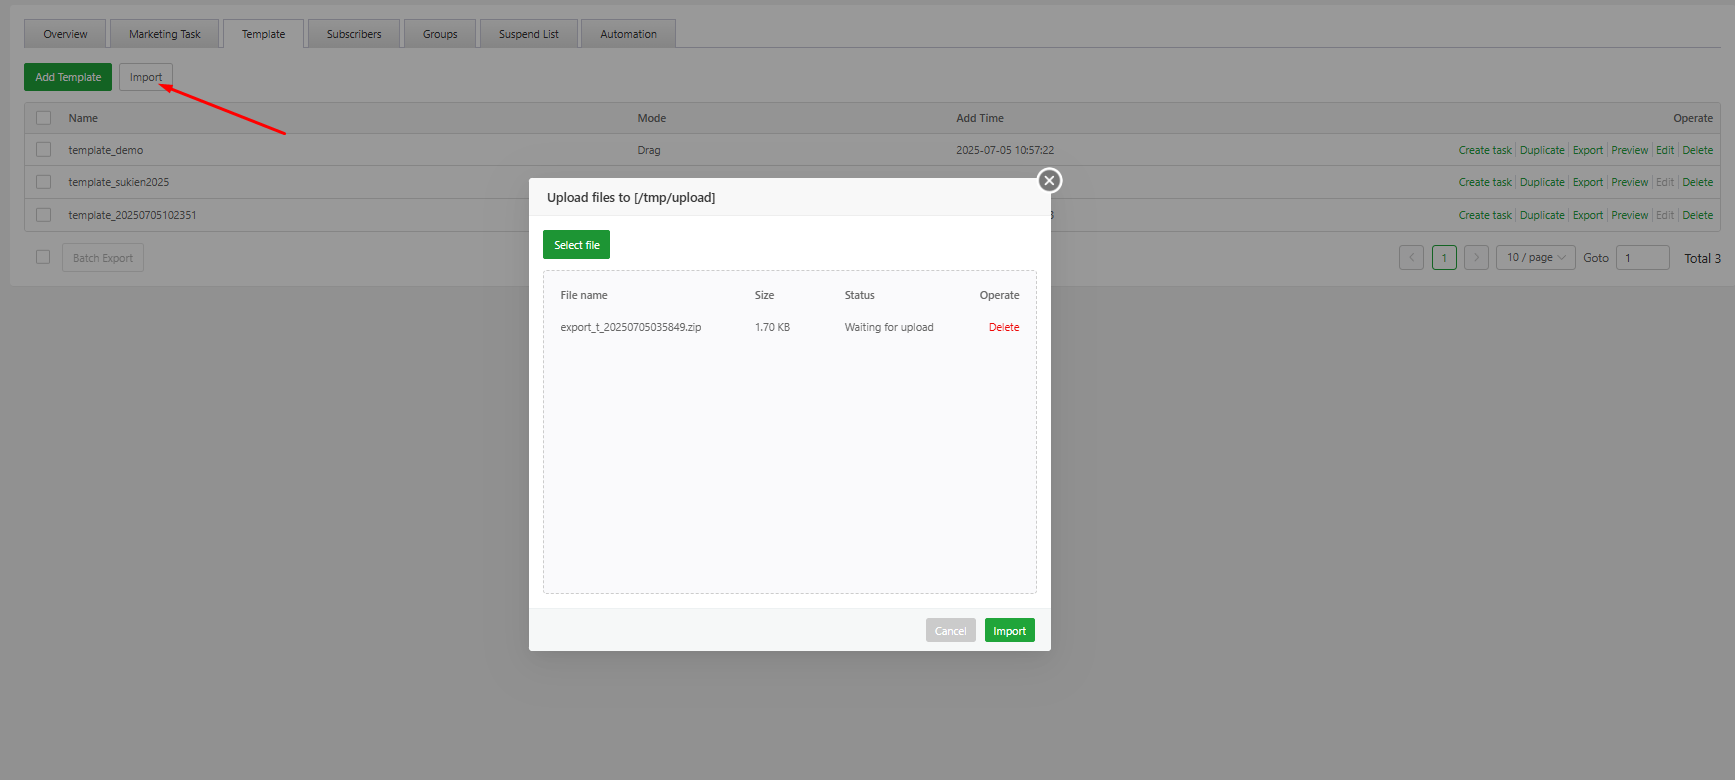 Overview Marketing Task Template Subscribers Groups Suspend List Automation
Add Template Import
Name Mode Add Time Operate
template_demo Drag 2025-07-05 10:57:22 Create task Duplicate Export Preview Edit Delete
template_sukien2025 Create task Duplicate Export Preview Edit Delete
template_20250705102351 Create task Duplicate Export Preview Edit Delete
Batch Export 1 10 / page Goto 1 Total 3
Upload files to [/tmp/upload]
Select file
File name Size Status Operate
export_t_20250705035849.zip 1.70 KB Waiting for upload Delete
Cancel Import